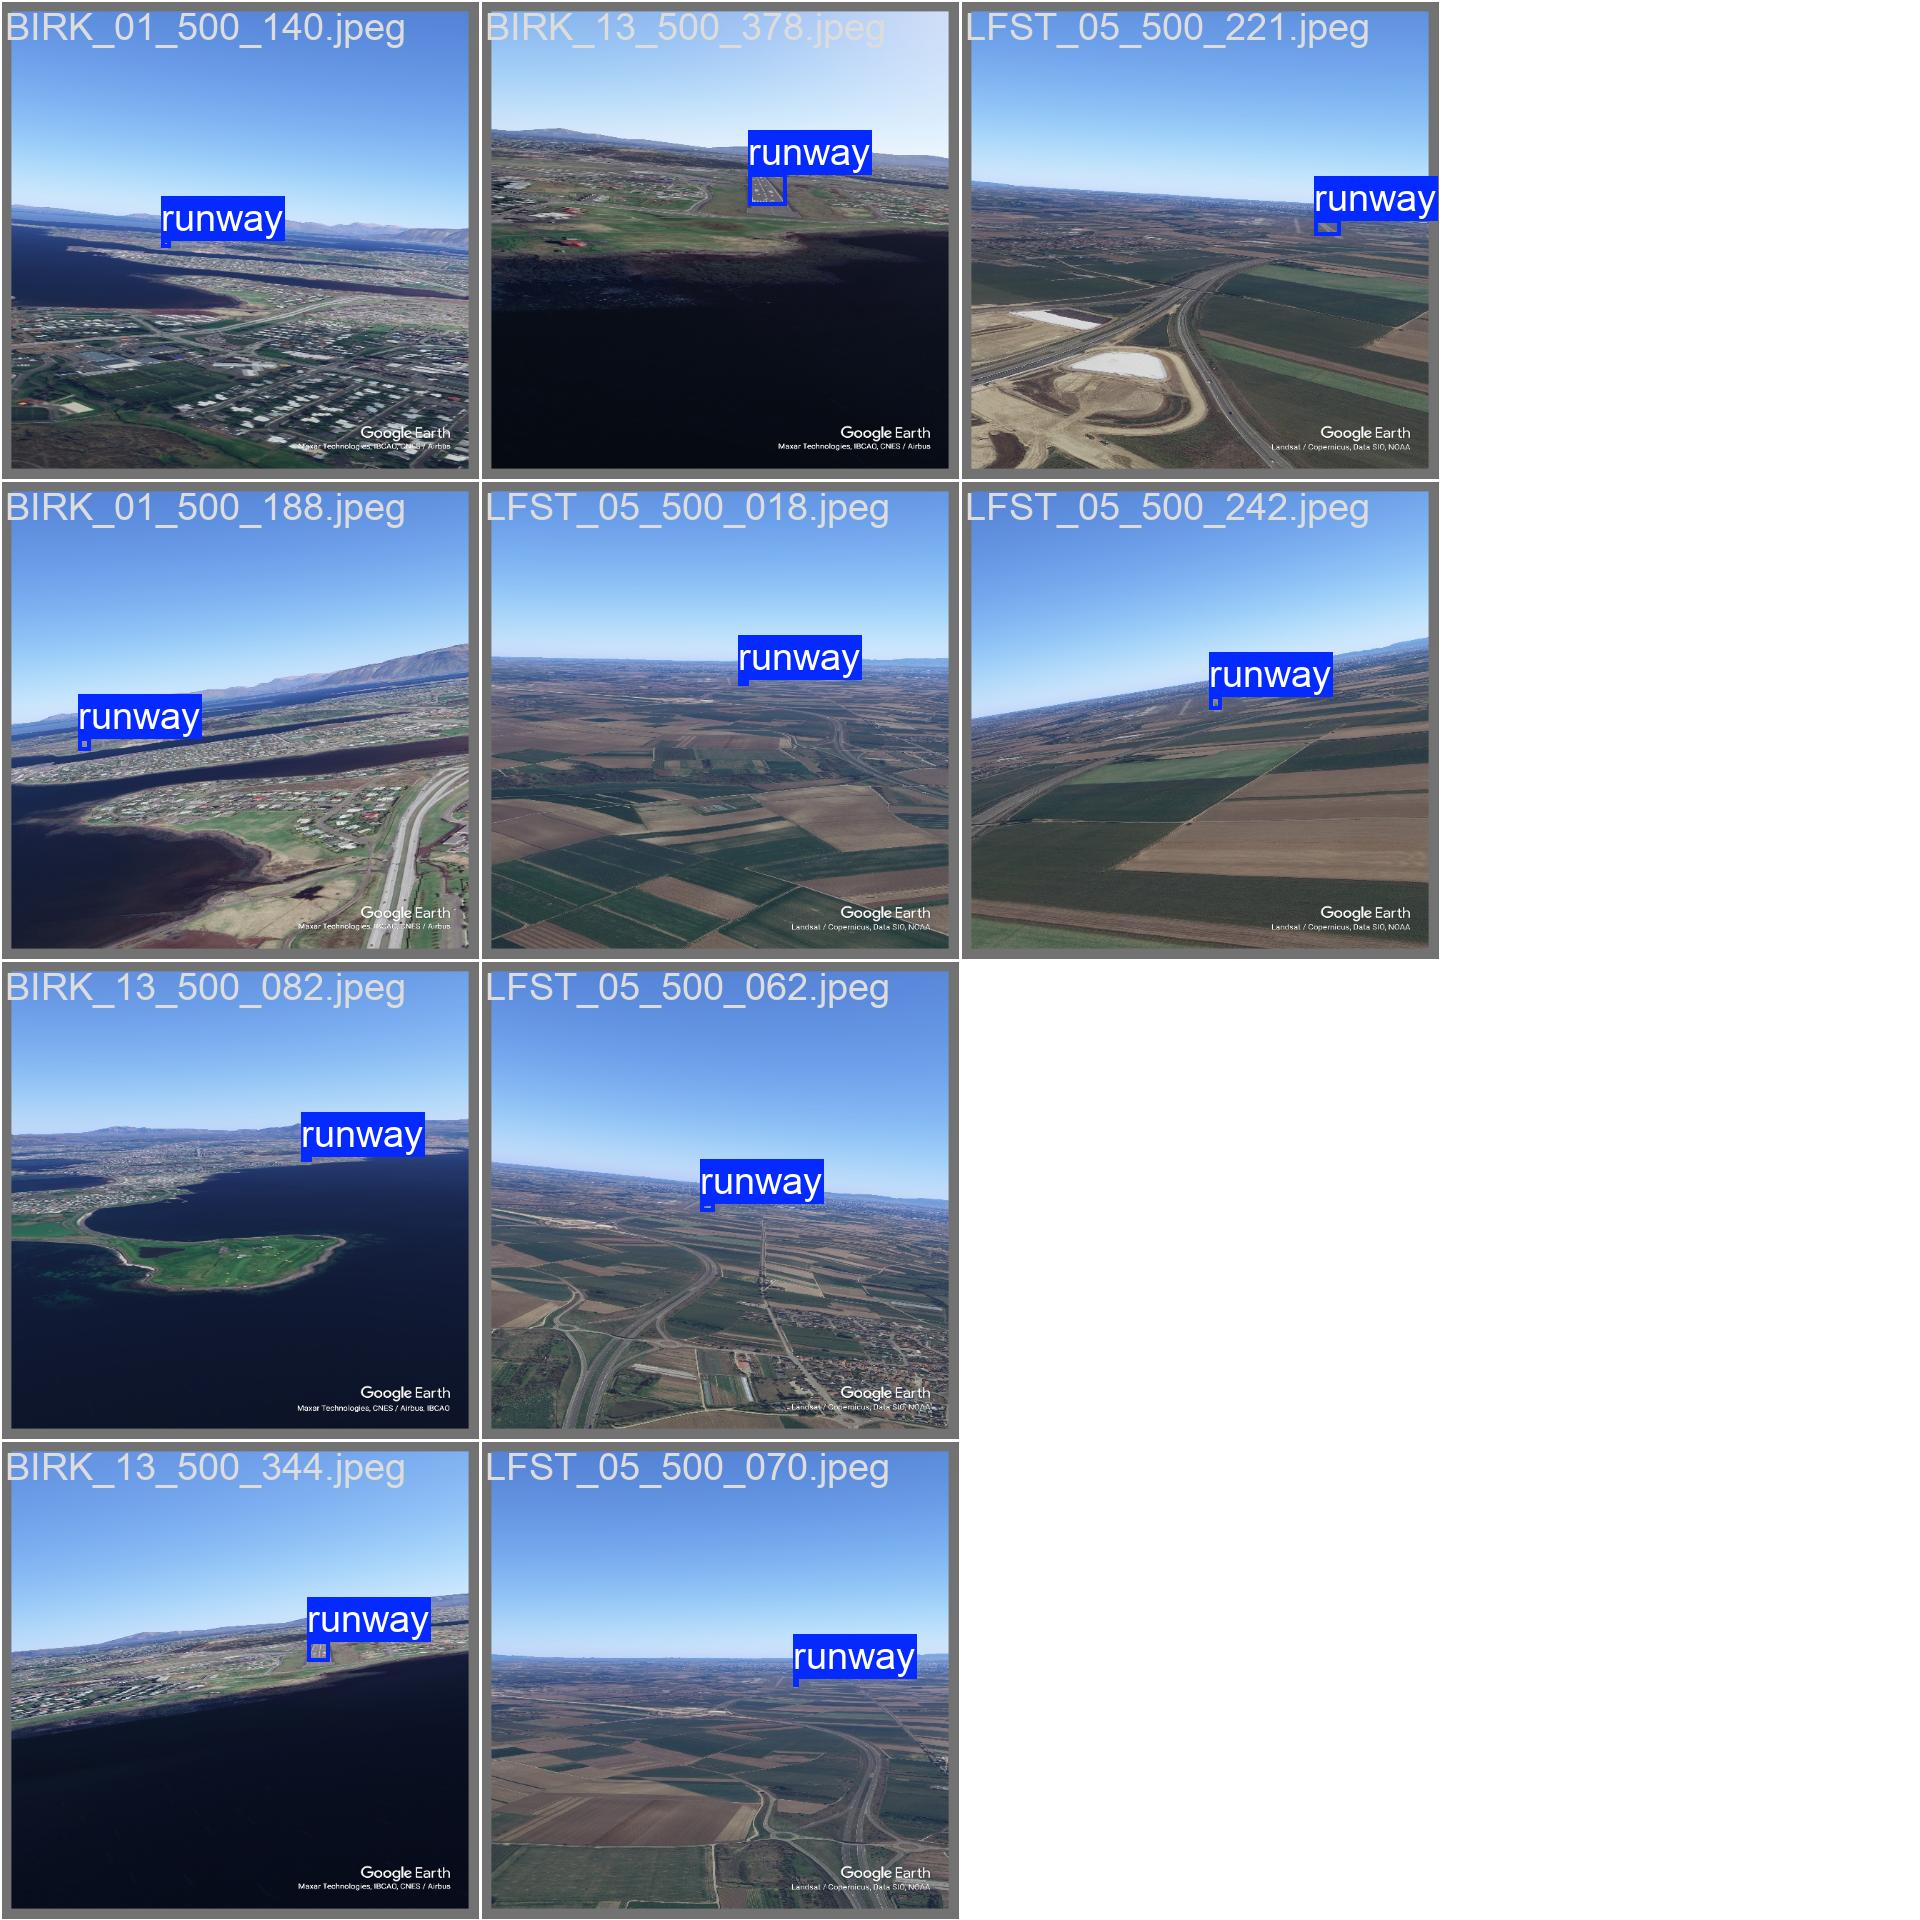 BIRK_01_500_140.jpeg
runway
Google Earth
Maxar Technologies, IBCAO, CNES / Airbus
BIRK_13_500_378.jpeg
runway
Google Earth
Maxar Technologies, IBCAO, CNES / Airbus
LFST_05_500_221.jpeg
runway
Google Earth
Landsat / Copernicus, Data SIO, NOAA
BIRK_01_500_188.jpeg
runway
Google Earth
Maxar Technologies, IBCAO, CNES / Airbus
LFST_05_500_018.jpeg
runway
Google Earth
Landsat / Copernicus, Data SIO, NOAA
LFST_05_500_242.jpeg
runway
Google Earth
Landsat / Copernicus, Data SIO, NOAA
BIRK_13_500_082.jpeg
runway
Google Earth
Maxar Technologies, CNES / Airbus, IBCAO
LFST_05_500_062.jpeg
runway
Google Earth
Landsat / Copernicus, Data SIO, NOAA
BIRK_13_500_344.jpeg
runway
Google Earth
Maxar Technologies, IBCAO, CNES / Airbus
LFST_05_500_070.jpeg
runway
Google Earth
Landsat / Copernicus, Data SIO, NOAA